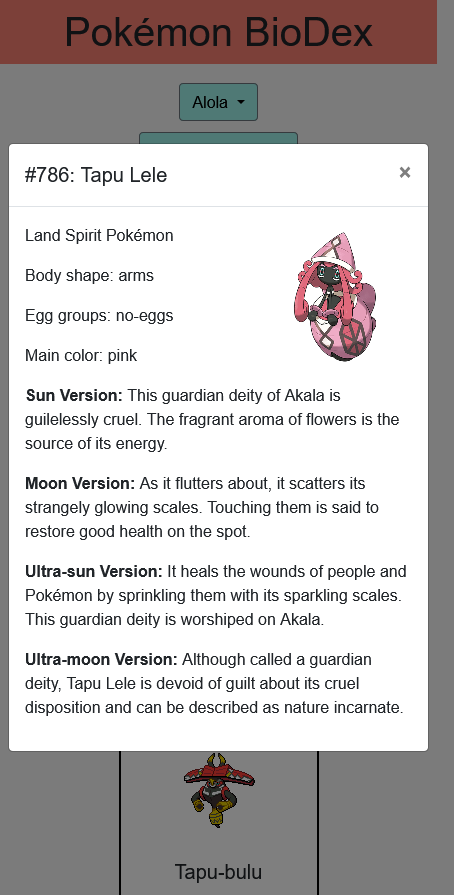 Pokémon BioDex
Alola
#786: Tapu Lele
×
Land Spirit Pokémon
Body shape: arms
Egg groups: no-eggs
Main color: pink
Sun Version: This guardian deity of Akala is
guilelessly cruel. The fragrant aroma of flowers is the
source of its energy.
Moon Version: As it flutters about, it scatters its
strangely glowing scales. Touching them is said to
restore good health on the spot.
Ultra-sun Version: It heals the wounds of people and
Pokémon by sprinkling them with its sparkling scales.
This guardian deity is worshiped on Akala.
Ultra-moon Version: Although called a guardian
deity, Tapu Lele is devoid of guilt about its cruel
disposition and can be described as nature incarnate.
Tapu-bulu